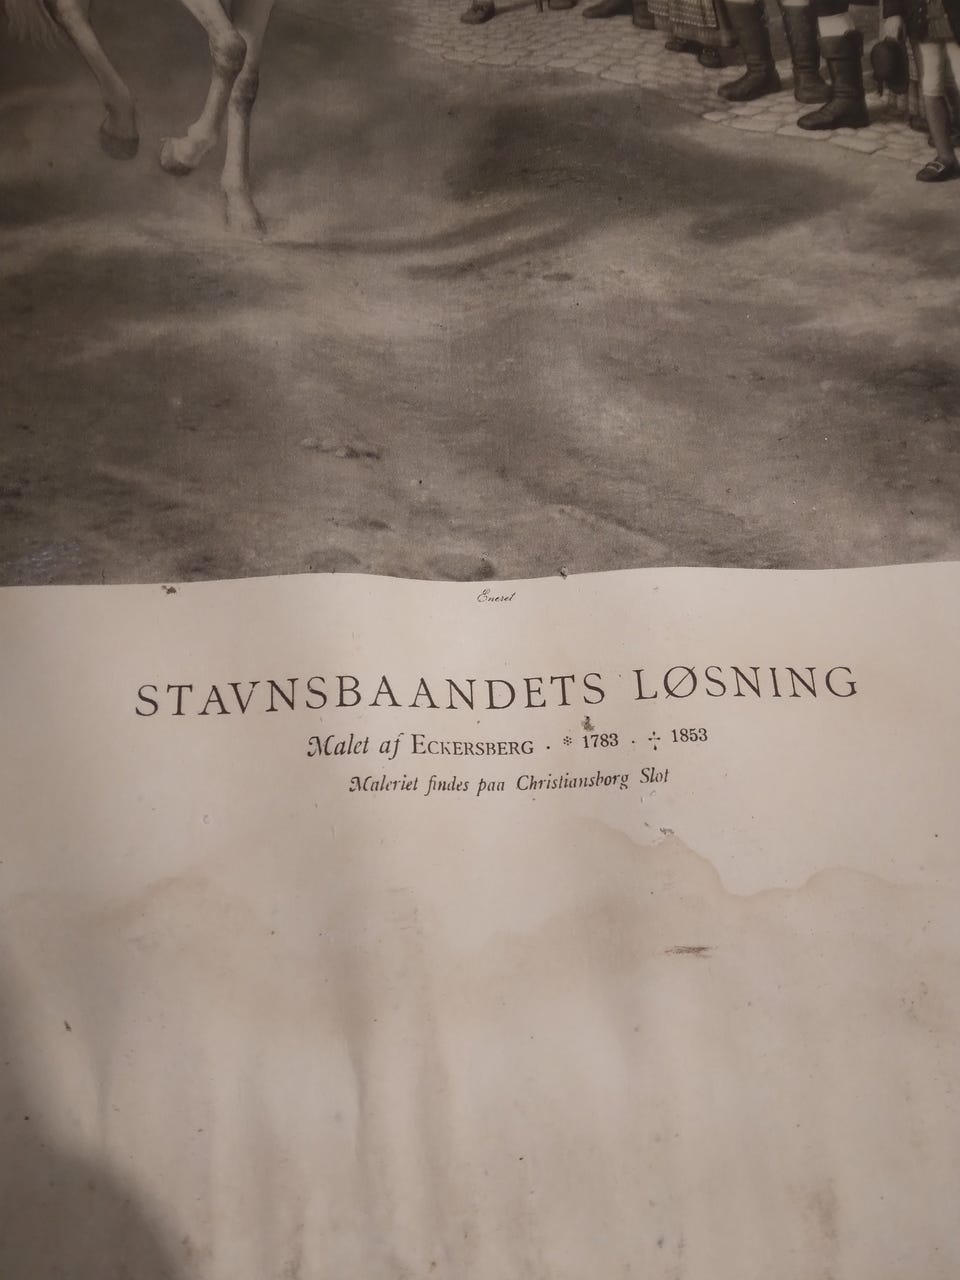 Eneret
STAVNSBAANDETS LØSNING
Malet af ECKERSBERG · * 1783 · ✢ 1853
Maleriet findes paa Christiansborg Slot